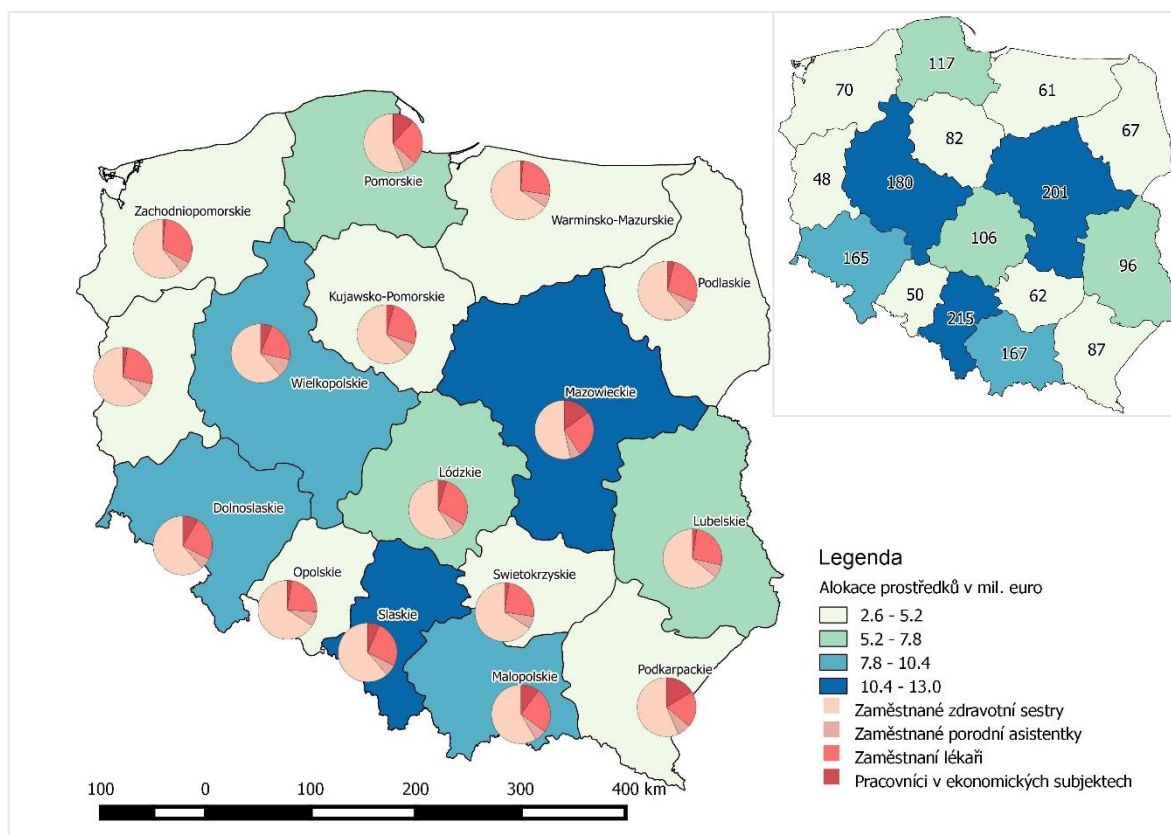 Pomorskie
Warminsko-Mazurskie
Zachodniopomorskie
Podlaskie
Kujawsko-Pomorskie
Wielkopolskie
Mazowieckie
Lódzkie
Dolnoslaskie
Lubelskie
Opolskie
Swietokrzyskie
Slaskie
Malopolskie
Podkarpackie
100 0 100 200 300 400 km
117
70
61
67
82
48
180
201
106
165
96
50
62
215
167
87
Legenda
Alokace prostředků v mil. euro
2.6 - 5.2
5.2 - 7.8
7.8 - 10.4
10.4 - 13.0
Zaměstnané zdravotní sestry
Zaměstnané porodní asistentky
Zaměstnaní lékaři
Pracovníci v ekonomických subjektech